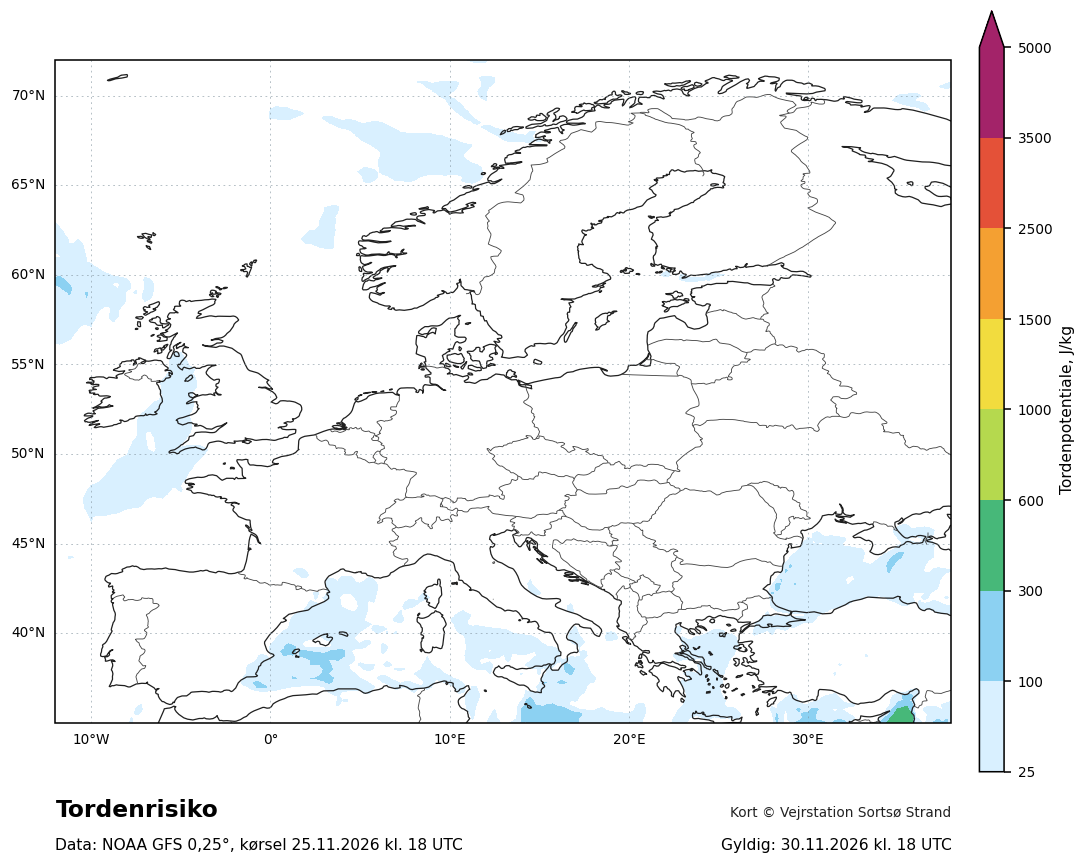 70°N
65°N
60°N
55°N
50°N
45°N
40°N
10°W
0°
10°E
20°E
30°E
5000
3500
2500
1500
1000
600
300
100
25
Tordenpotentiale, J/kg
Tordenrisiko
Kort © Vejrstation Sortsø Strand
Data: NOAA GFS 0,25°, kørsel 25.11.2026 kl. 18 UTC
Gyldig: 30.11.2026 kl. 18 UTC